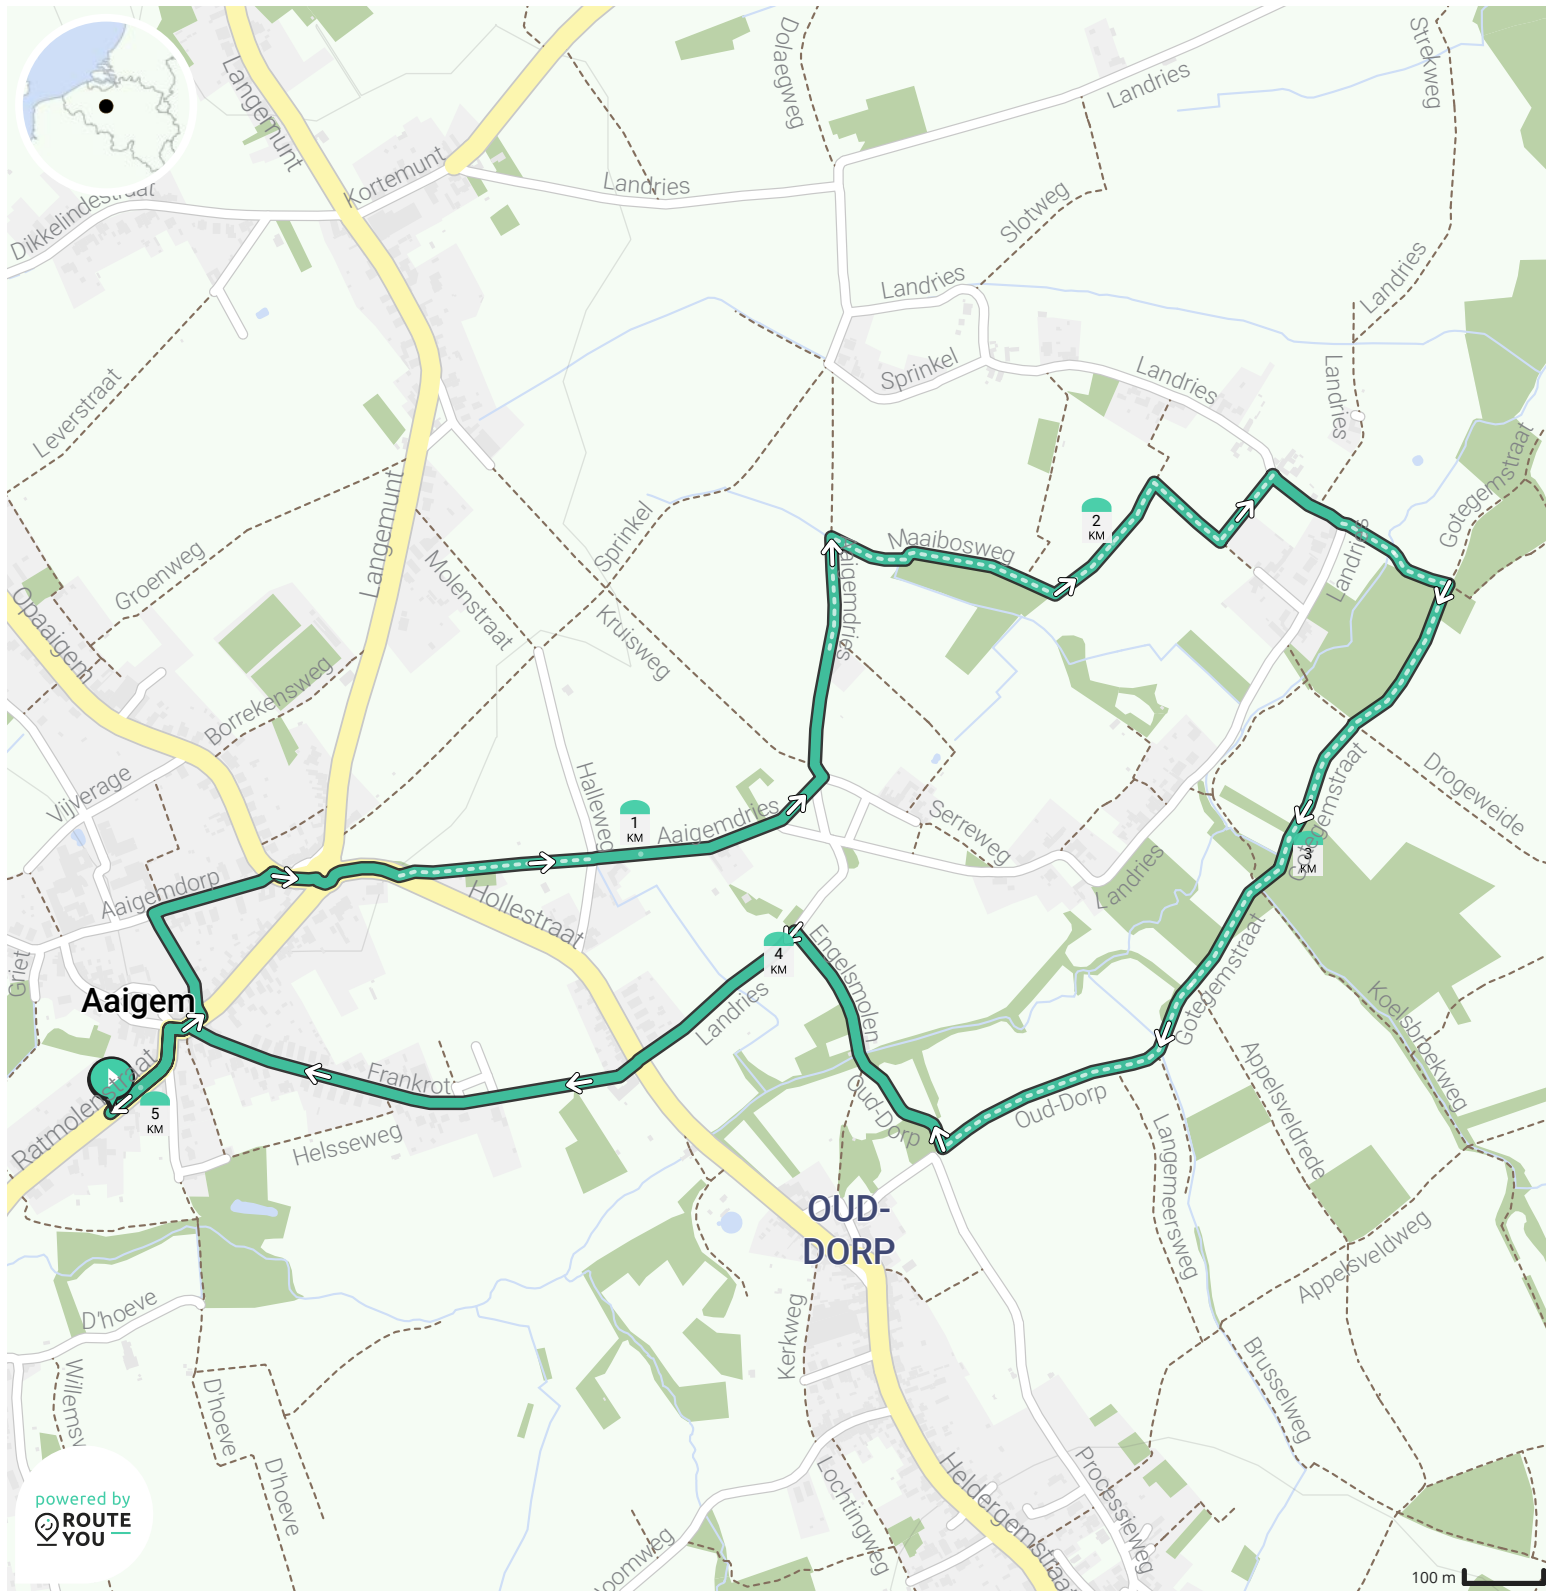 Langemunt
Dolaegweg
Strekweg
Landries
Kortemunt
Landries
Dikkelindestraat
Slotweg
Landries
Landries
Sprinkel
Landries
Landries
Leverstraat
Gotegemstraat
Langemunt
Sprinkel
Maaibosweg
2
KM
Landries
Groenweg
Molenstraat
Aaigemdries
Opaaigem
Kruisweg
Borrekensweg
Vijverage
Halleweg
1
KM
Aaigemdries
Serreweg
Gotegemstraat
Drogeweide
3
KM
Aaigemdorp
Hollestraat
Landries
Griet
Engelsmolen
4
KM
Gotegemstraat
Aaigem
Landries
Koelsbroekweg
Ratmolenstraat
Frankrot
Oud-Dorp
Oud-Dorp
Appelsveldrede
5
KM
Helsseweg
Langemeersweg
OUD-
DORP
Appelsveldweg
D'hoeve
Kerkweg
Brusselweg
D'hoeve
D'hoeve
Lochtingweg
Heldergemstraat
Processieweg
powered by
ROUTE
YOU
100 m